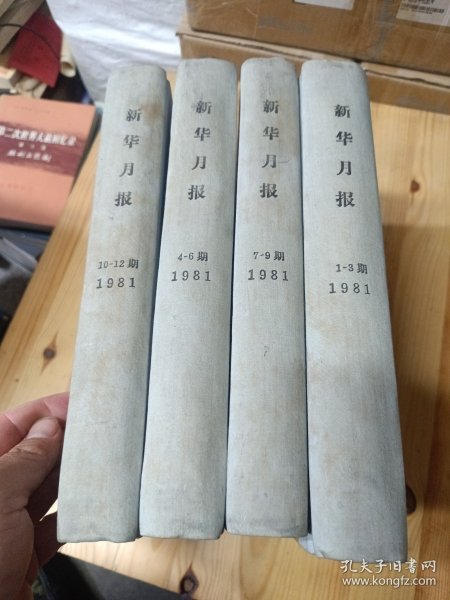 新华月报
10-12期
1981
新华月报
4-6期
1981
新华月报
7-9期
1981
新华月报
1-3期
1981
第二次世界大战回忆录
孔夫子旧书网
www.kongfz.com